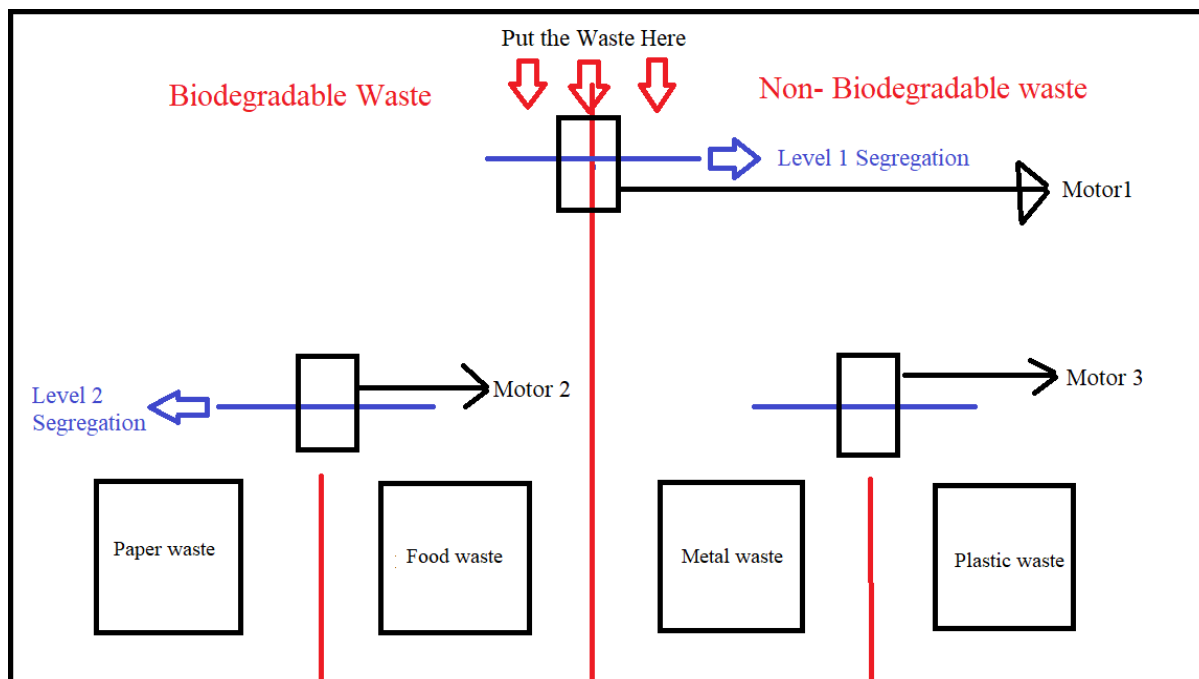 Put the Waste Here
Biodegradable Waste
Non- Biodegradable waste
Level 1 Segregation
Motor1
Level 2
Segregation
Motor 2
Motor 3
Paper waste
Food waste
Metal waste
Plastic waste